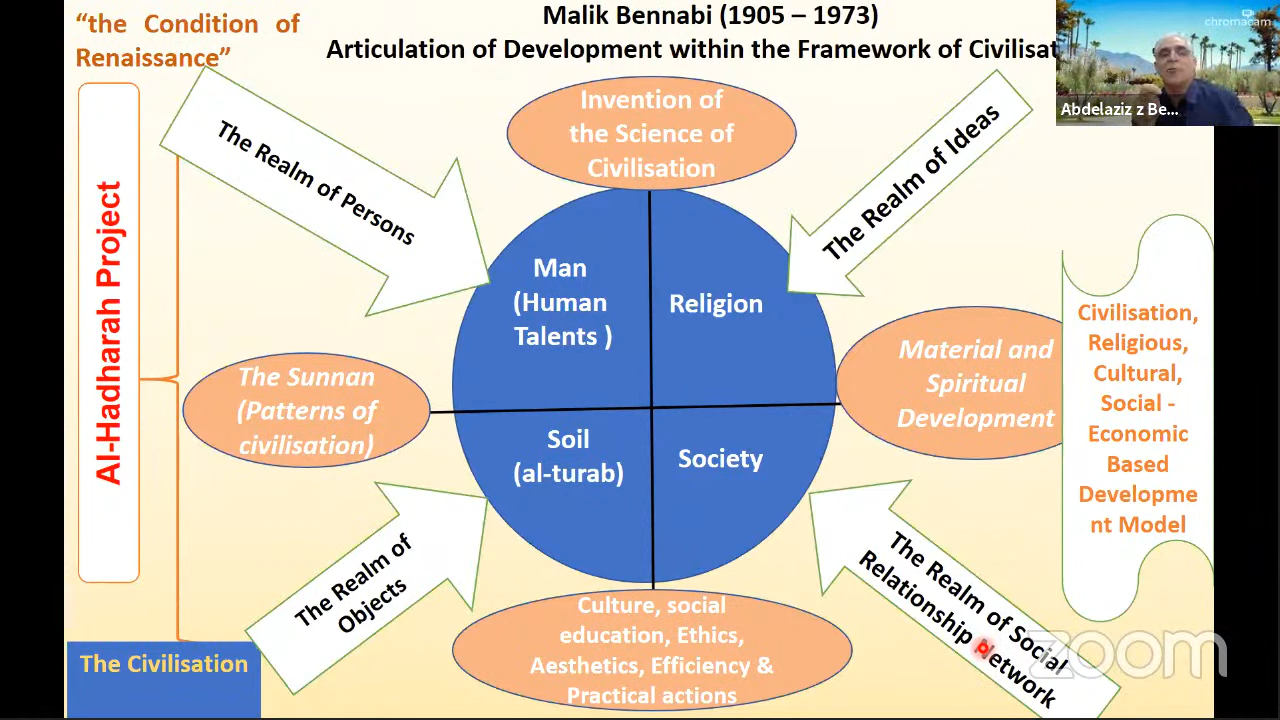 “the Condition of
Renaissance”
Malik Bennabi (1905 – 1973)
Articulation of Development within the Framework of Civilisat
chromacam
Abdelaziz z Be...
Al-Hadharah Project
The Realm of Persons
Invention of
the Science of
Civilisation
The Realm of Ideas
Man
(Human
Talents )
Religion
The Sunnan
(Patterns of
civilisation)
Material and
Spiritual
Development
Civilisation,
Religious,
Cultural,
Social -
Economic
Based
Developme
nt Model
Soil
(al-turab)
Society
The Realm of
Objects
The Realm of Social
Relationship Network
Culture, social
education, Ethics,
Aesthetics, Efficiency &
Practical actions
The Civilisation
zoom